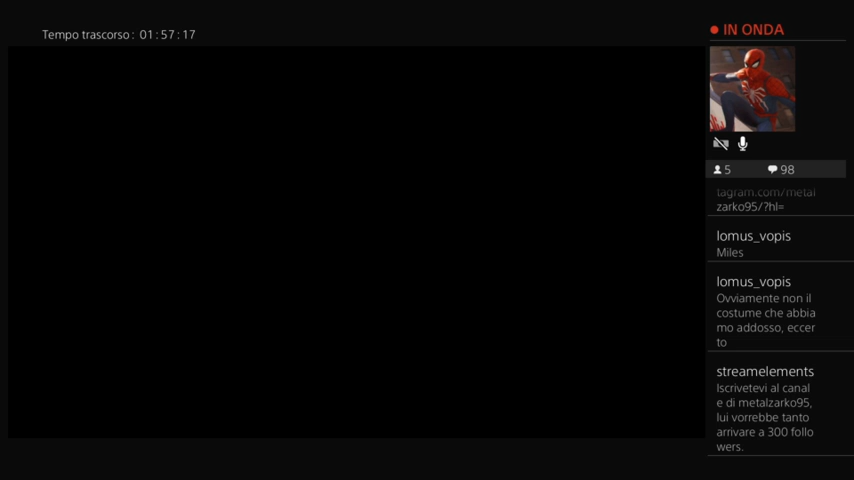 Tempo trascorso: 01:57:17
IN ONDA
5 98
tagram.com/metal
zarko95/?hl=
lomus_vopis
Miles
lomus_vopis
Ovviamente non il
costume che abbia
mo addosso, eccer
to
streamelements
Iscrivetevi al canal
e di metalzarko95,
lui vorrebbe tanto
arrivare a 300 follo
wers.